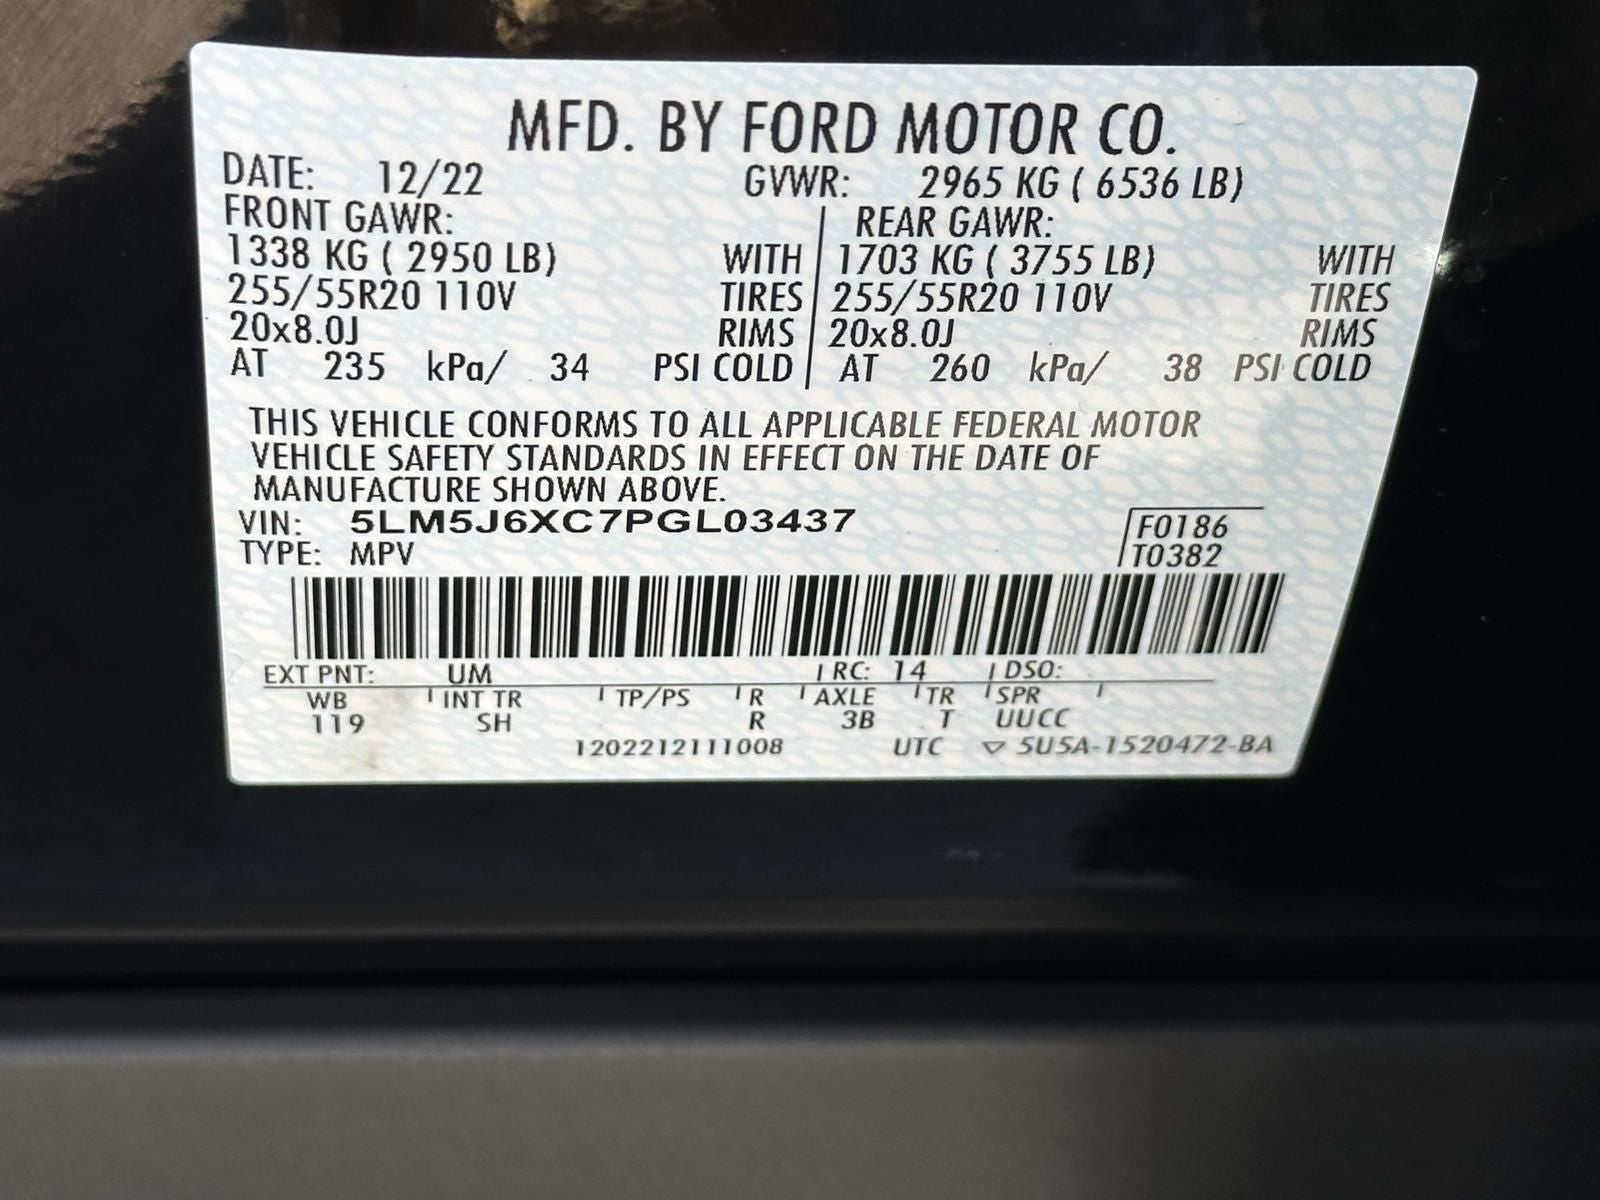 MFD. BY FORD MOTOR CO.
DATE: 12/22 GVWR: 2965 KG ( 6536 LB)
FRONT GAWR: REAR GAWR:
1338 KG ( 2950 LB) WITH 1703 KG ( 3755 LB) WITH
255/55R20 110V TIRES 255/55R20 110V TIRES
20x8.0J RIMS 20x8.0J RIMS
AT 235 kPa/ 34 PSI COLD AT 260 kPa/ 38 PSI COLD
THIS VEHICLE CONFORMS TO ALL APPLICABLE FEDERAL MOTOR
VEHICLE SAFETY STANDARDS IN EFFECT ON THE DATE OF
MANUFACTURE SHOWN ABOVE.
VIN: 5LM5J6XC7PGL03437 F0186
TYPE: MPV T0382
EXT PNT: UM RC: 14 DSO:
WB INT TR TP/PS R AXLE TR SPR
119 SH R 3B T UUCC
1202212111008 UTC ▽ 5U5A-1520472-BA